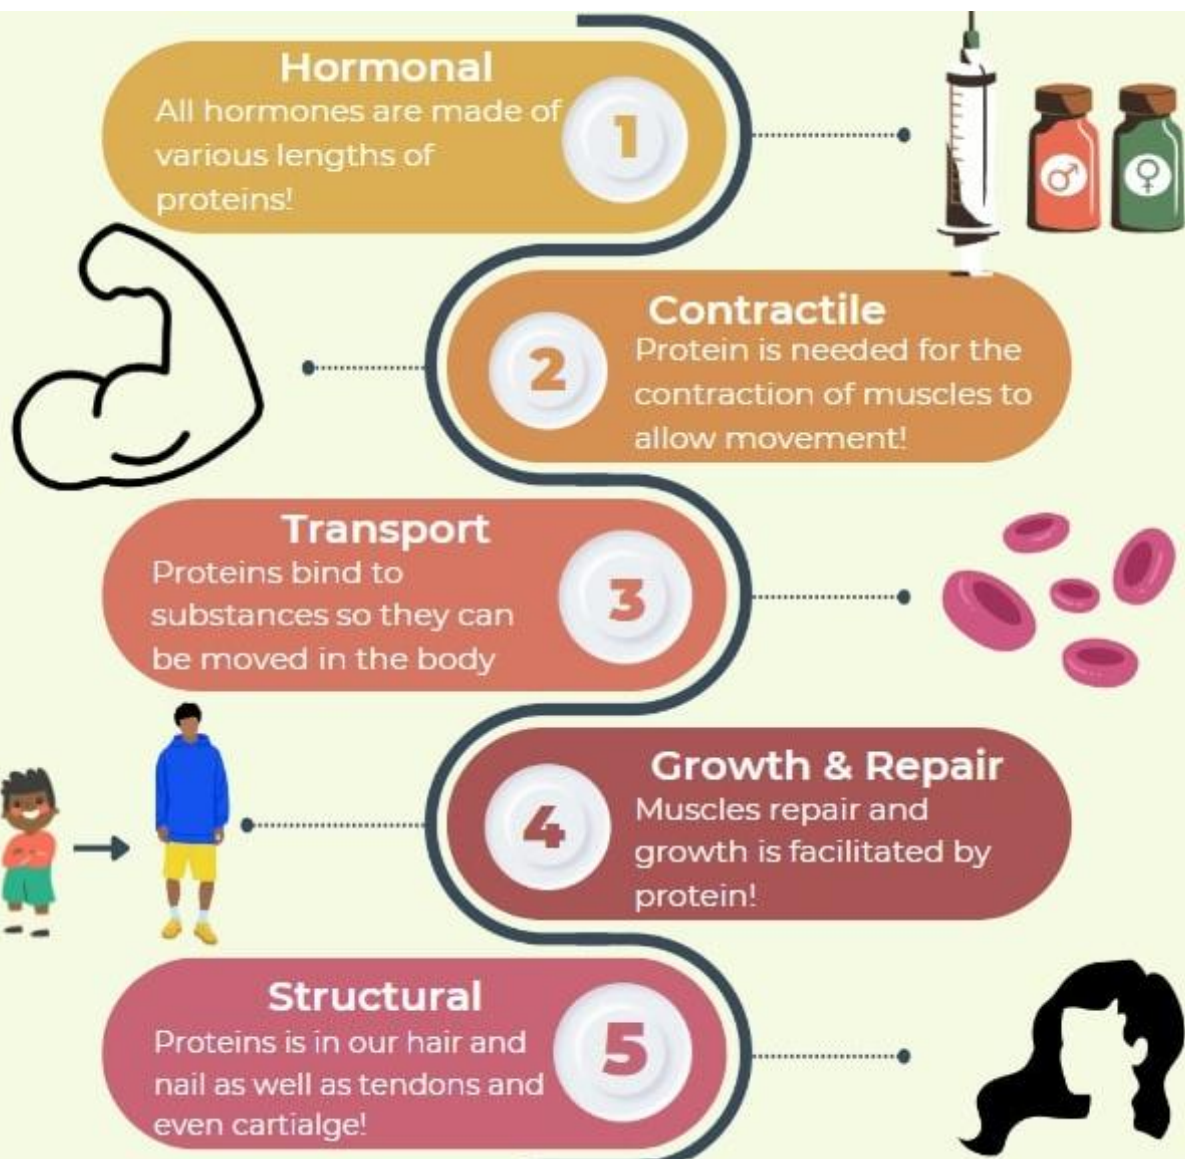 Hormonal
All hormones are made of
various lengths of
proteins!
1
Contractile
Protein is needed for the
contraction of muscles to
allow movement!
2
Transport
Proteins bind to
substances so they can
be moved in the body
3
Growth & Repair
Muscles repair and
growth is facilitated by
protein!
4
Structural
Proteins is in our hair and
nail as well as tendons and
even cartialge!
5